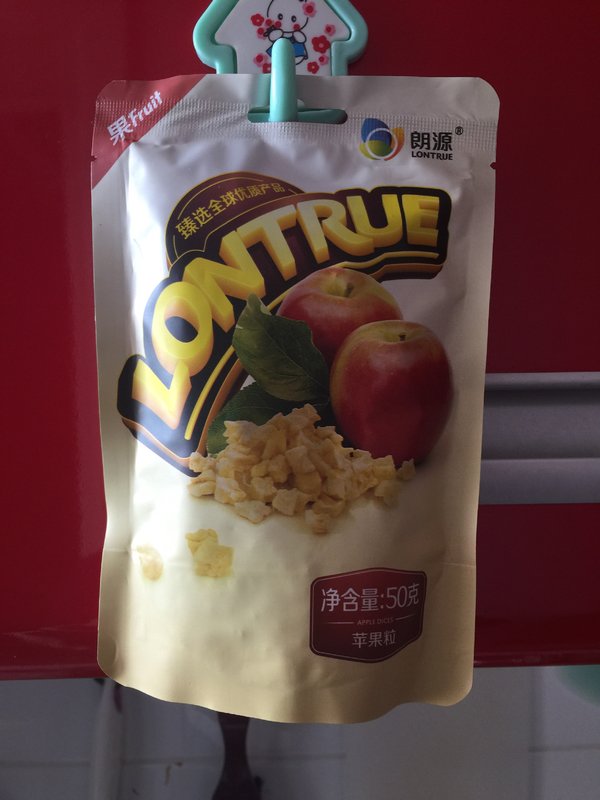 果fruit
朗源®
LONTRUE
臻选全球优质产品
LONTRUE
净含量:50克
APPLE DICES
苹果粒